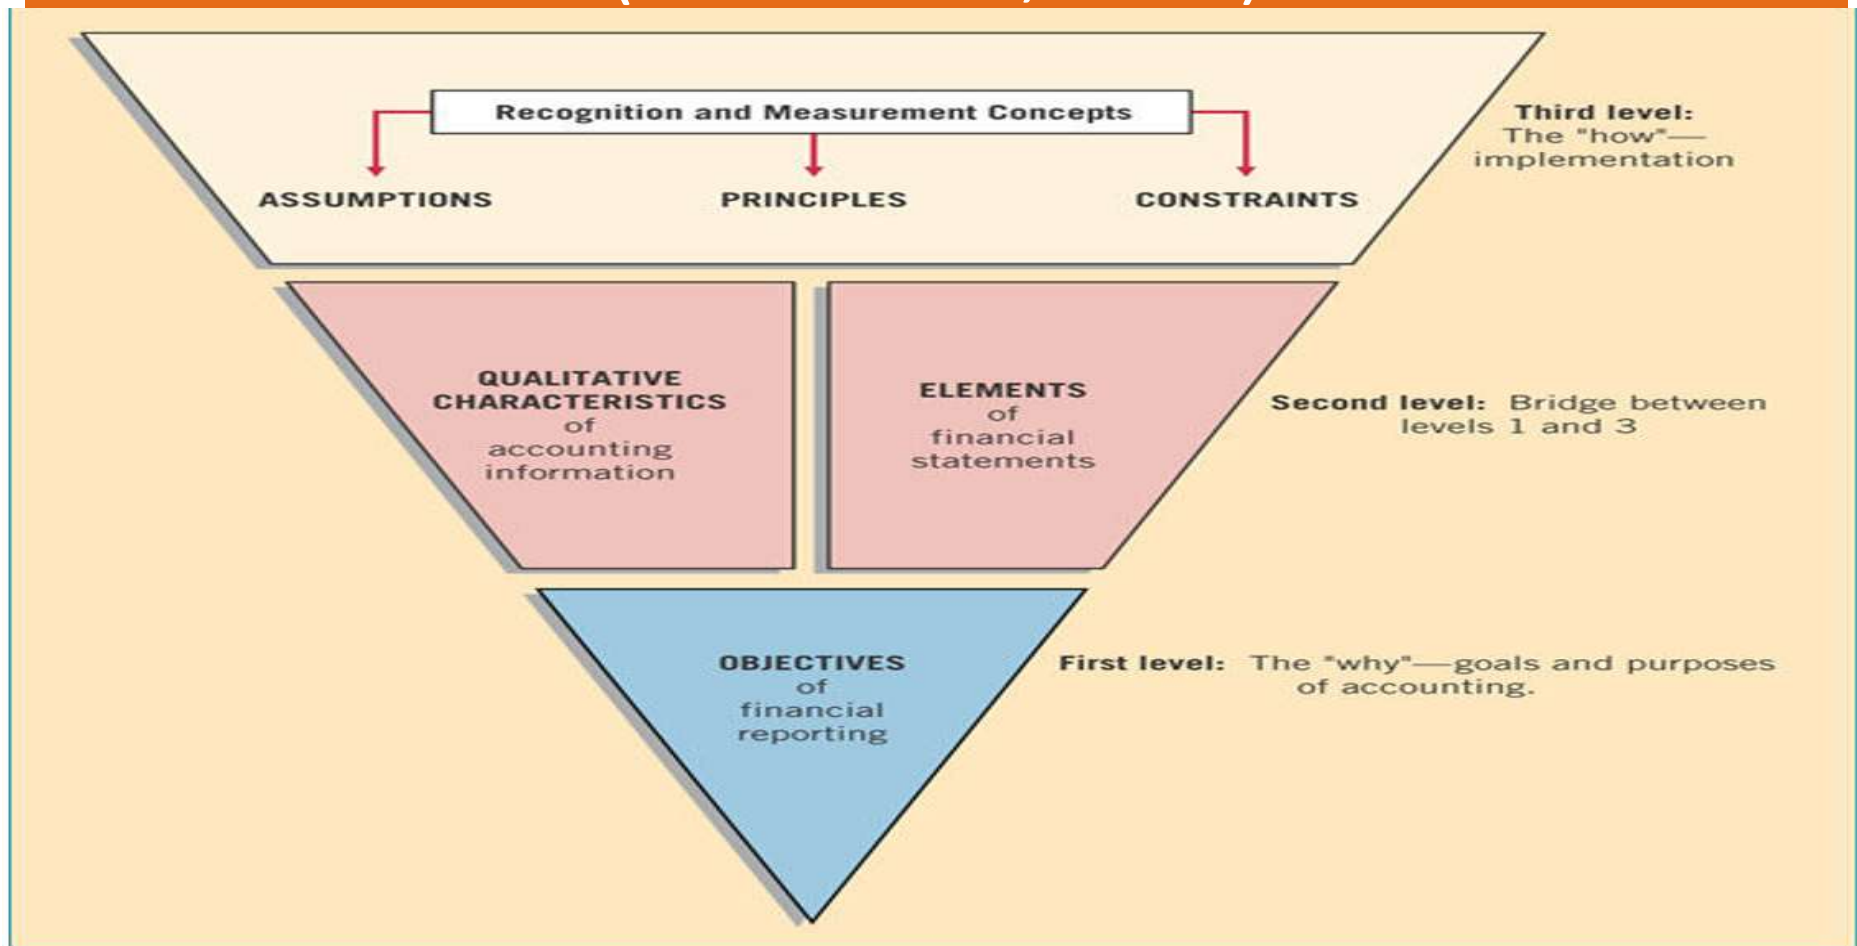 Recognition and Measurement Concepts
ASSUMPTIONS
PRINCIPLES
CONSTRAINTS
Third level:
The "how"—
implementation
QUALITATIVE
CHARACTERISTICS
of
accounting
information
ELEMENTS
of
financial
statements
Second level: Bridge between
levels 1 and 3
OBJECTIVES
of
financial
reporting
First level: The "why"—goals and purposes
of accounting.